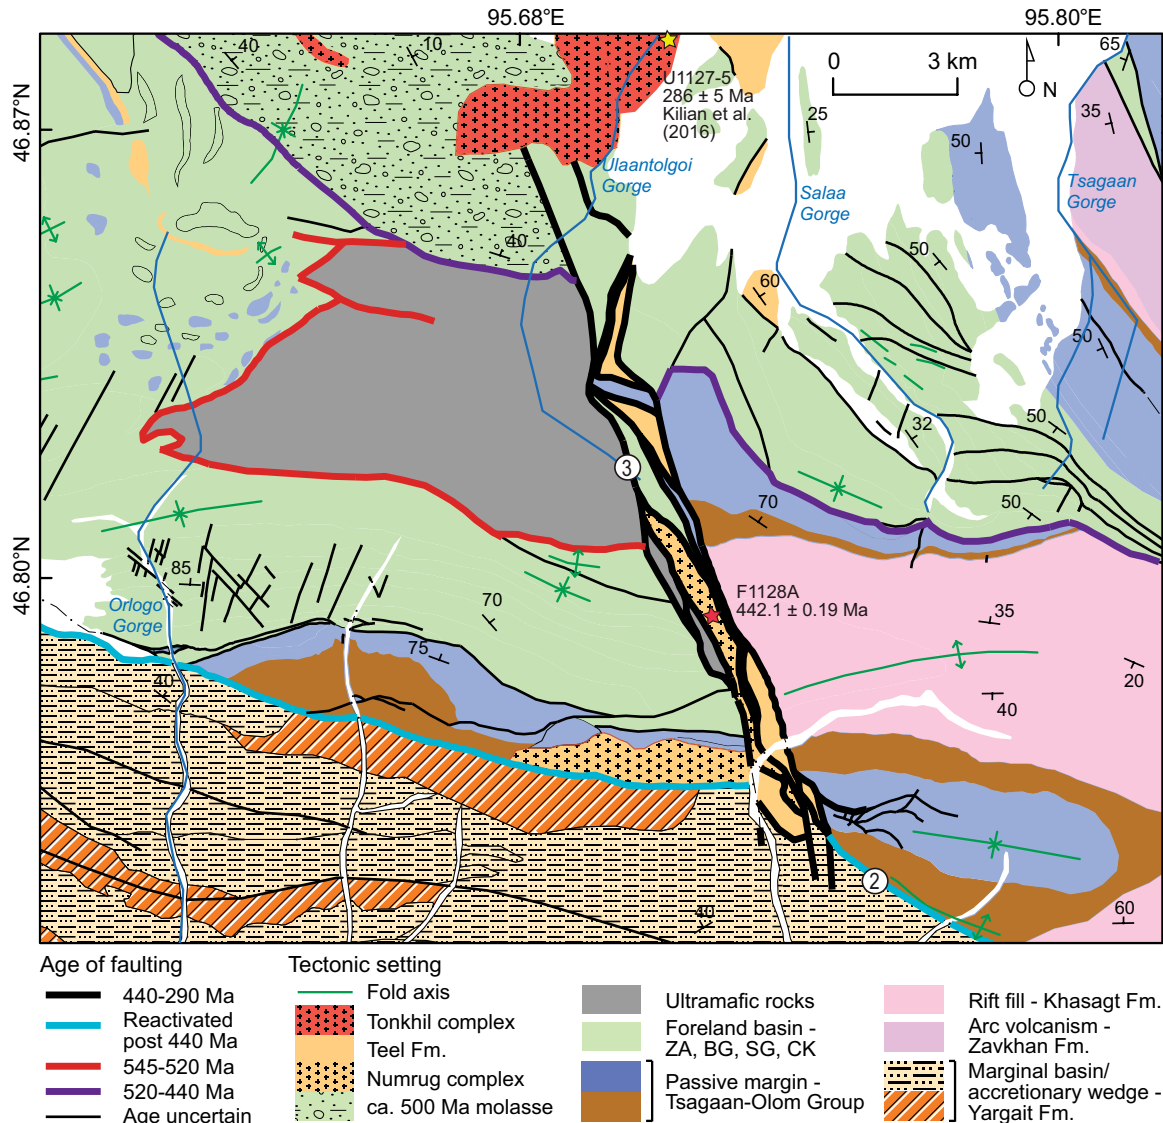 95.68°E
95.80°E
46.87°N
46.80°N
0
3 km
N
40
10
65
35
25
50
U1127-5
286 ± 5 Ma
Kilian et al.
(2016)
Ulaantolgoi
Gorge
Salaa
Gorge
Tsagaan
Gorge
40
50
60
50
50
32
3
70
50
85
Orlogo
Gorge
70
F1128A
442.1 ± 0.19 Ma
35
75
20
40
40
2
40
60
Age of faulting
440-290 Ma
Reactivated
post 440 Ma
545-520 Ma
520-440 Ma
Age uncertain
Tectonic setting
Fold axis
Tonkhil complex
Teel Fm.
Numrug complex
ca. 500 Ma molasse
Ultramafic rocks
Foreland basin -
ZA, BG, SG, CK
Passive margin -
Tsagaan-Olom Group
Rift fill - Khasagt Fm.
Arc volcanism -
Zavkhan Fm.
Marginal basin/
accretionary wedge -
Yargait Fm.